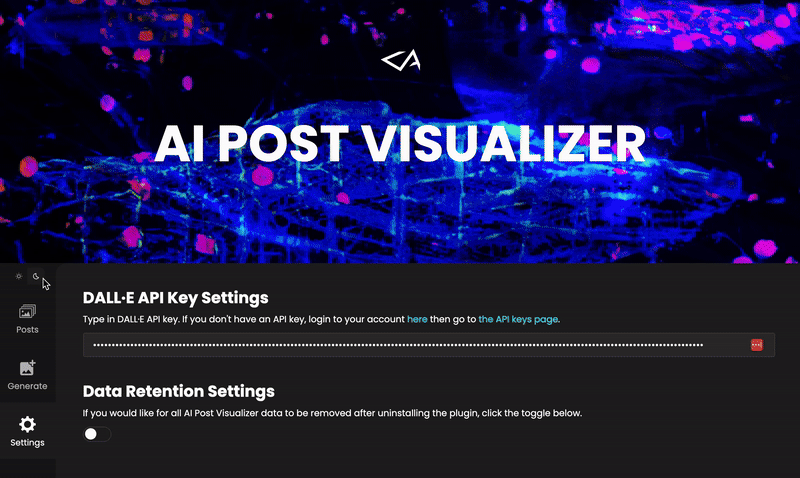 AI POST VISUALIZER
Posts
Generate
Settings
DALL·E API Key Settings
Type in DALL·E API key. If you don't have an API key, login to your account here then go to the API keys page.
Data Retention Settings
If you would like for all AI Post Visualizer data to be removed after uninstalling the plugin, click the toggle below.